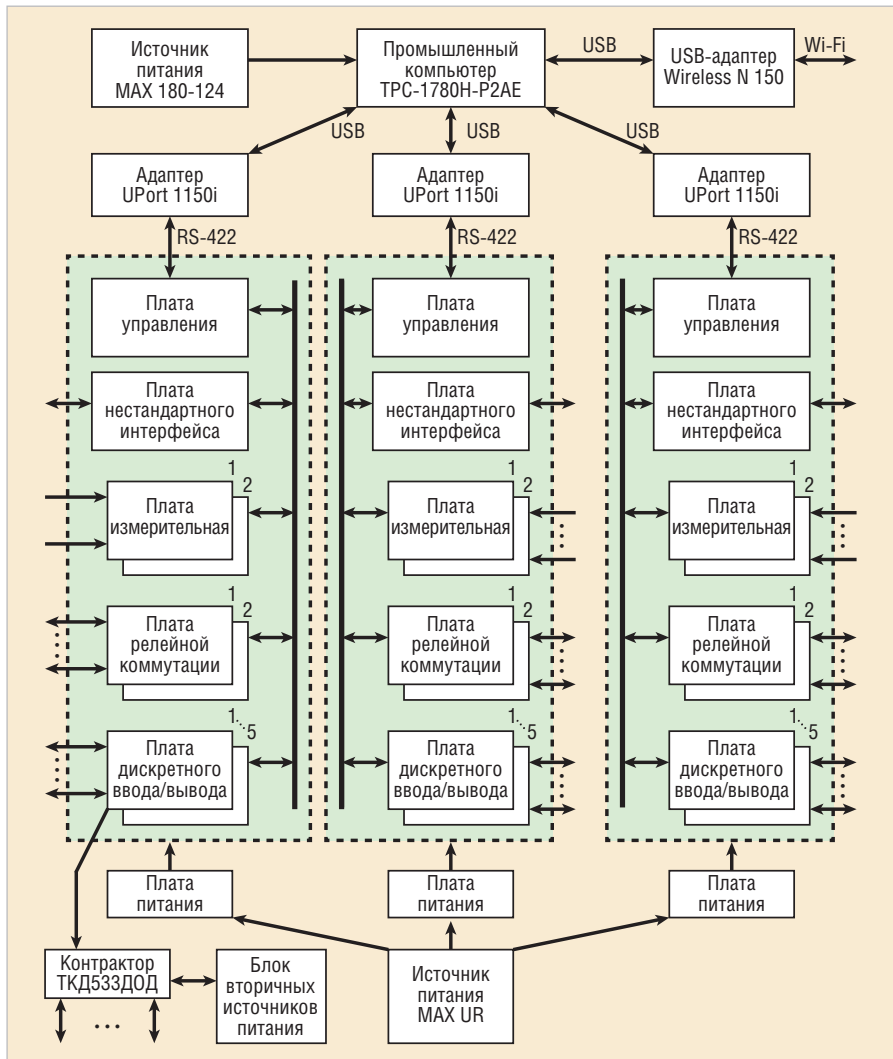 Источник
питания
MAX 180-124
Промышленный
компьютер
TPC-1780H-P2AE
USB
USB-адаптер
Wireless N 150
Wi-Fi
USB
USB
USB
Адаптер
UPort 1150i
Адаптер
UPort 1150i
Адаптер
UPort 1150i
RS-422
RS-422
RS-422
Плата
управления
Плата
управления
Плата
управления
Плата
нестандартного
интерфейса
Плата
нестандартного
интерфейса
Плата
нестандартного
интерфейса
1
2
Плата
измерительная
1
2
Плата
измерительная
1
2
Плата
измерительная
1
2
Плата
релейной
коммутации
1
2
Плата
релейной
коммутации
1
2
Плата
релейной
коммутации
1
5
Плата
дискретного
ввода/вывода
1
5
Плата
дискретного
ввода/вывода
1
5
Плата
дискретного
ввода/вывода
Плата
питания
Плата
питания
Плата
питания
Контрактор
ТКД533ДОД
...
Блок
вторичных
источников
питания
Источник
питания
MAX UR